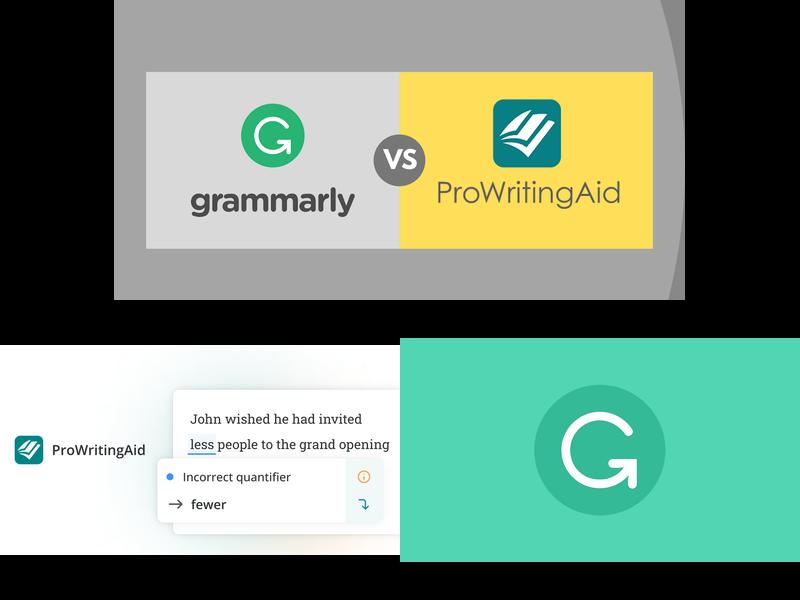 grammarly
VS
ProWritingAid
ProWritingAid
John wished he had invited
less people to the grand opening
Incorrect quantifier
→ fewer